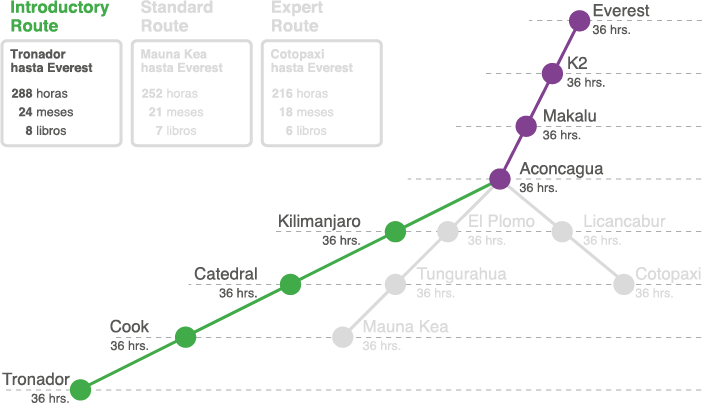 Introductory
Route
Tronador
hasta Everest
288 horas
24 meses
8 libros
Standard
Route
Mauna Kea
hasta Everest
252 horas
21 meses
7 libros
Expert
Route
Cotopaxi
hasta Everest
216 horas
18 meses
6 libros
Everest
36 hrs.
K2
36 hrs.
Makalu
36 hrs.
Aconcagua
36 hrs.
Kilimanjaro
36 hrs.
El Plomo
36 hrs.
Licancabur
36 hrs.
Catedral
36 hrs.
Tungurahua
36 hrs.
Cotopaxi
36 hrs.
Cook
36 hrs.
Mauna Kea
36 hrs.
Tronador
36 hrs.